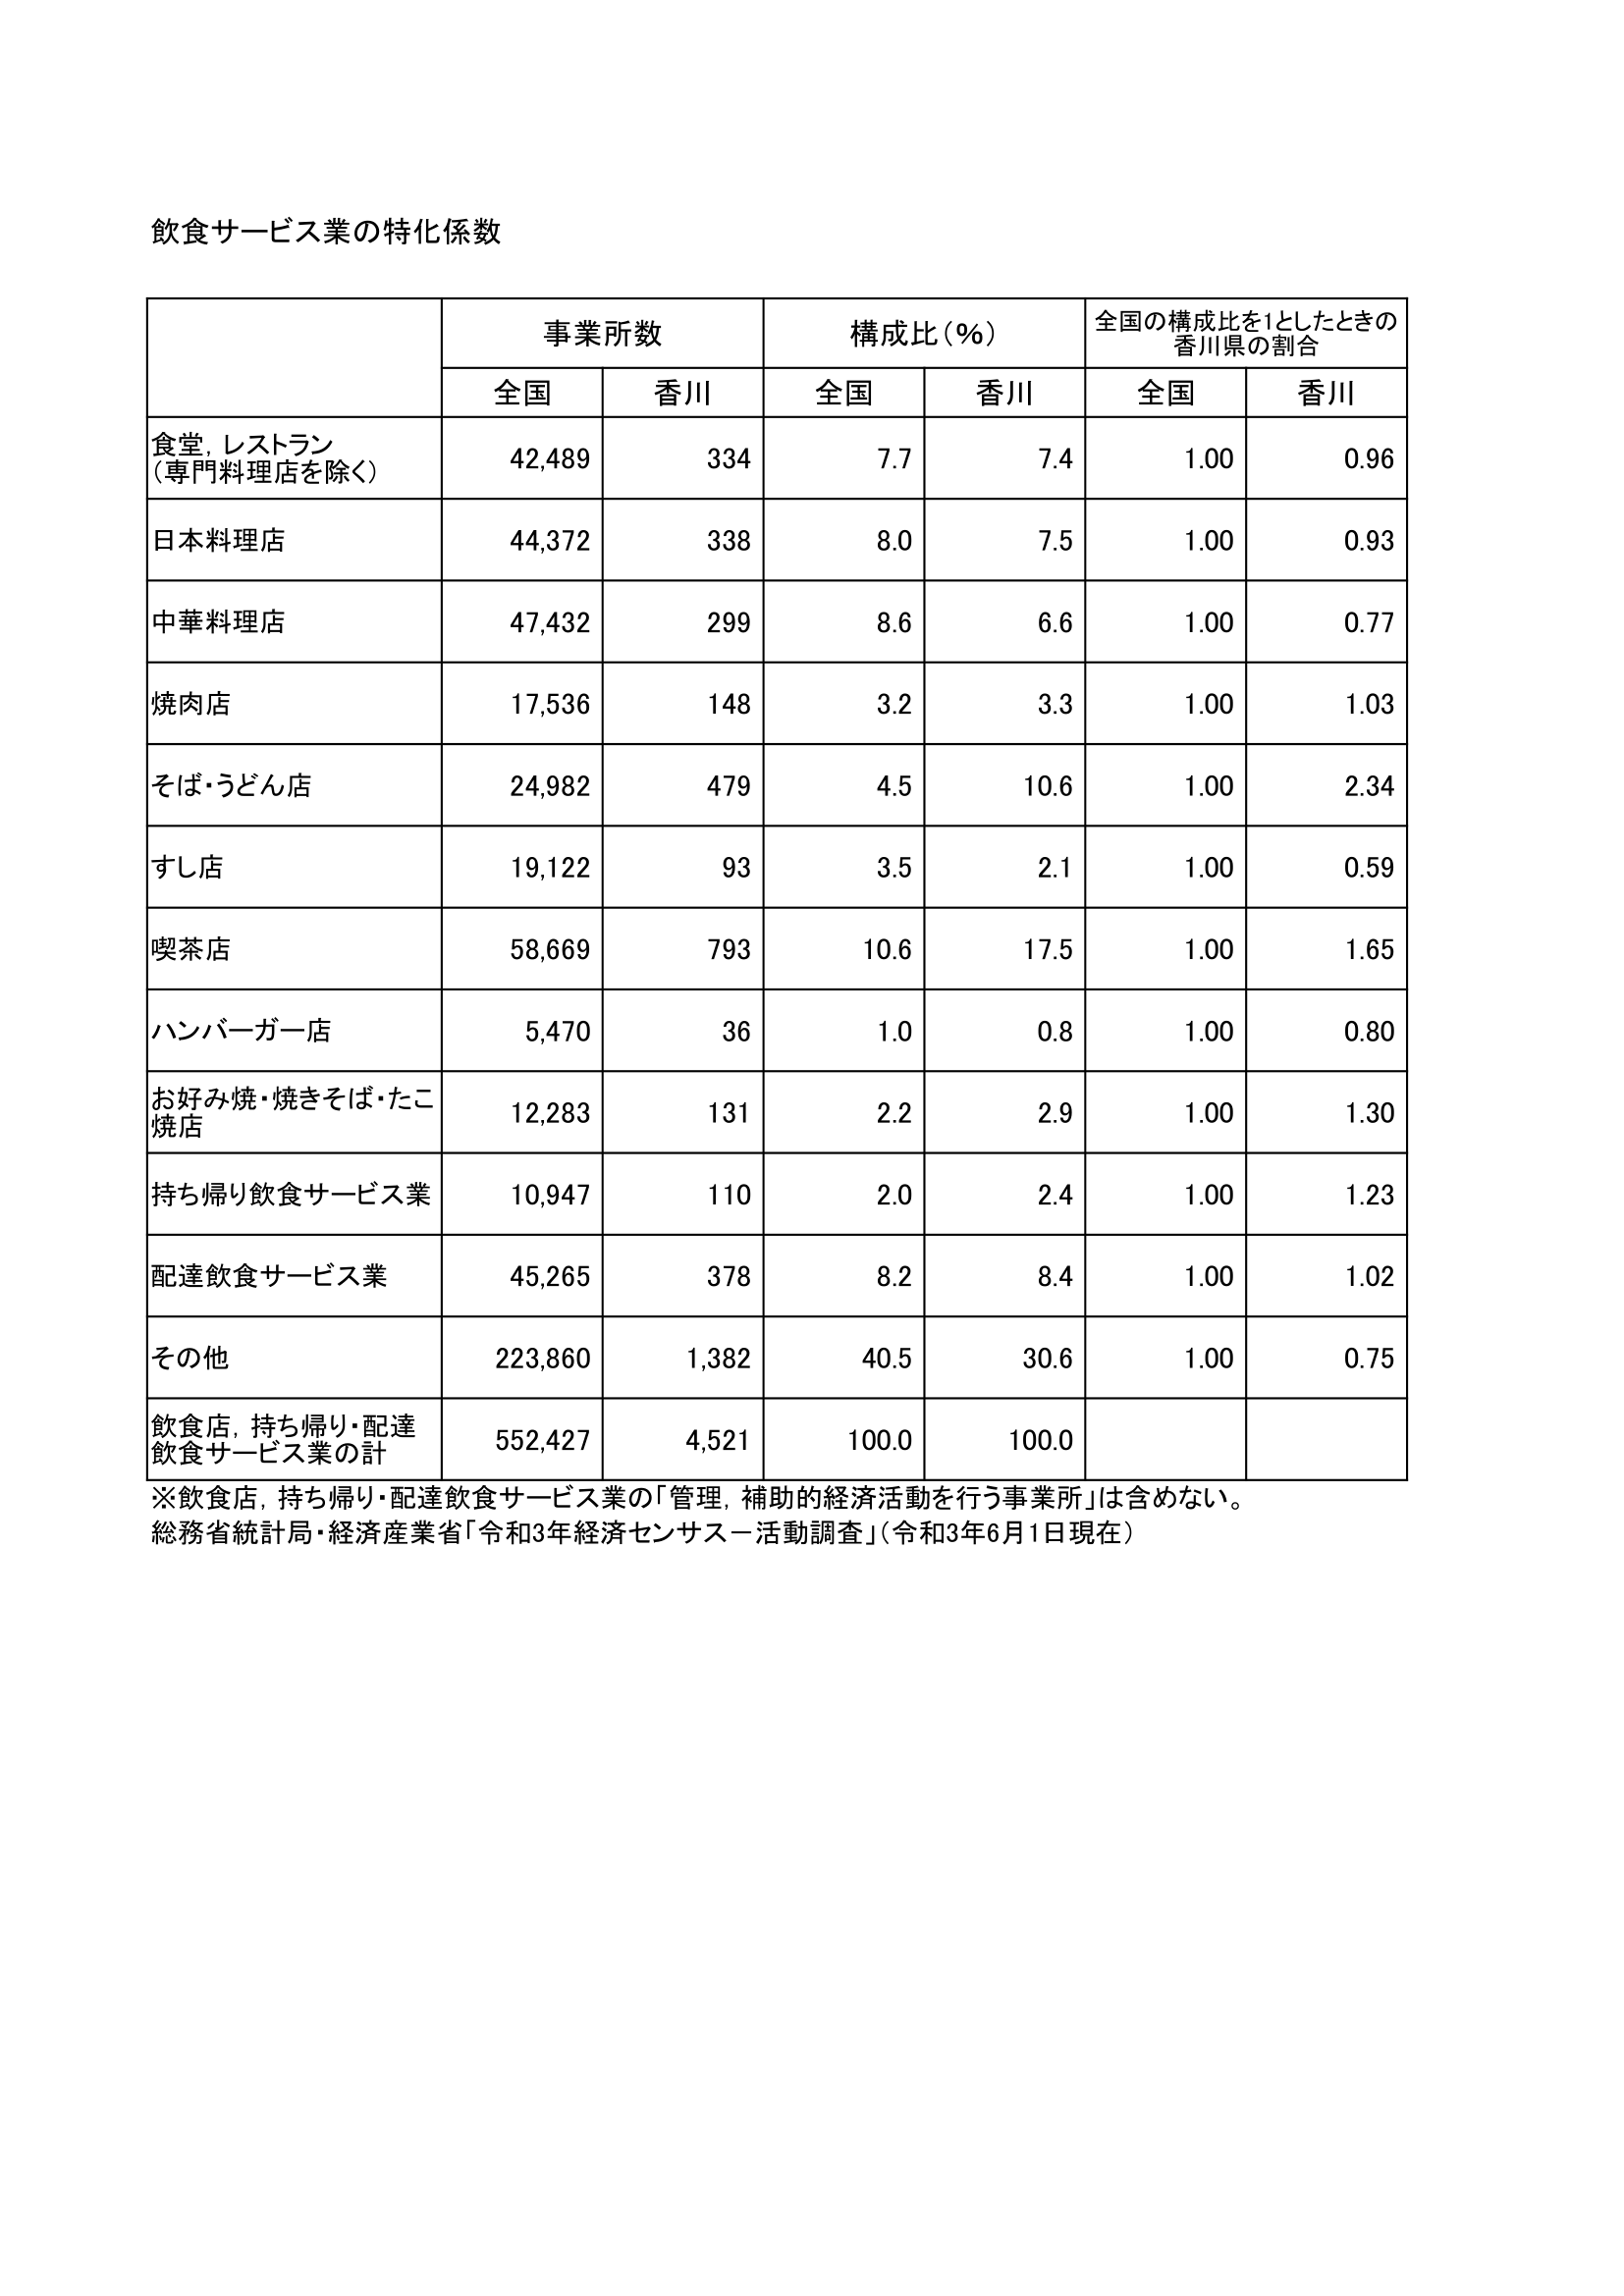 飲食サービス業の特化係数
事業所数 構成比（％） 全国の構成比を1としたときの
香川県の割合
全国 香川 全国 香川 全国 香川
食堂，レストラン
（専門料理店を除く） 42,489 334 7.7 7.4 1.00 0.96
日本料理店 44,372 338 8.0 7.5 1.00 0.93
中華料理店 47,432 299 8.6 6.6 1.00 0.77
焼肉店 17,536 148 3.2 3.3 1.00 1.03
そば・うどん店 24,982 479 4.5 10.6 1.00 2.34
すし店 19,122 93 3.5 2.1 1.00 0.59
喫茶店 58,669 793 10.6 17.5 1.00 1.65
ハンバーガー店 5,470 36 1.0 0.8 1.00 0.80
お好み焼・焼きそば・たこ
焼店 12,283 131 2.2 2.9 1.00 1.30
持ち帰り飲食サービス業 10,947 110 2.0 2.4 1.00 1.23
配達飲食サービス業 45,265 378 8.2 8.4 1.00 1.02
その他 223,860 1,382 40.5 30.6 1.00 0.75
飲食店，持ち帰り・配達
飲食サービス業の計 552,427 4,521 100.0 100.0
※飲食店，持ち帰り・配達飲食サービス業の「管理，補助的経済活動を行う事業所」は含めない。
総務省統計局・経済産業省「令和3年経済センサス－活動調査」（令和3年6月1日現在）